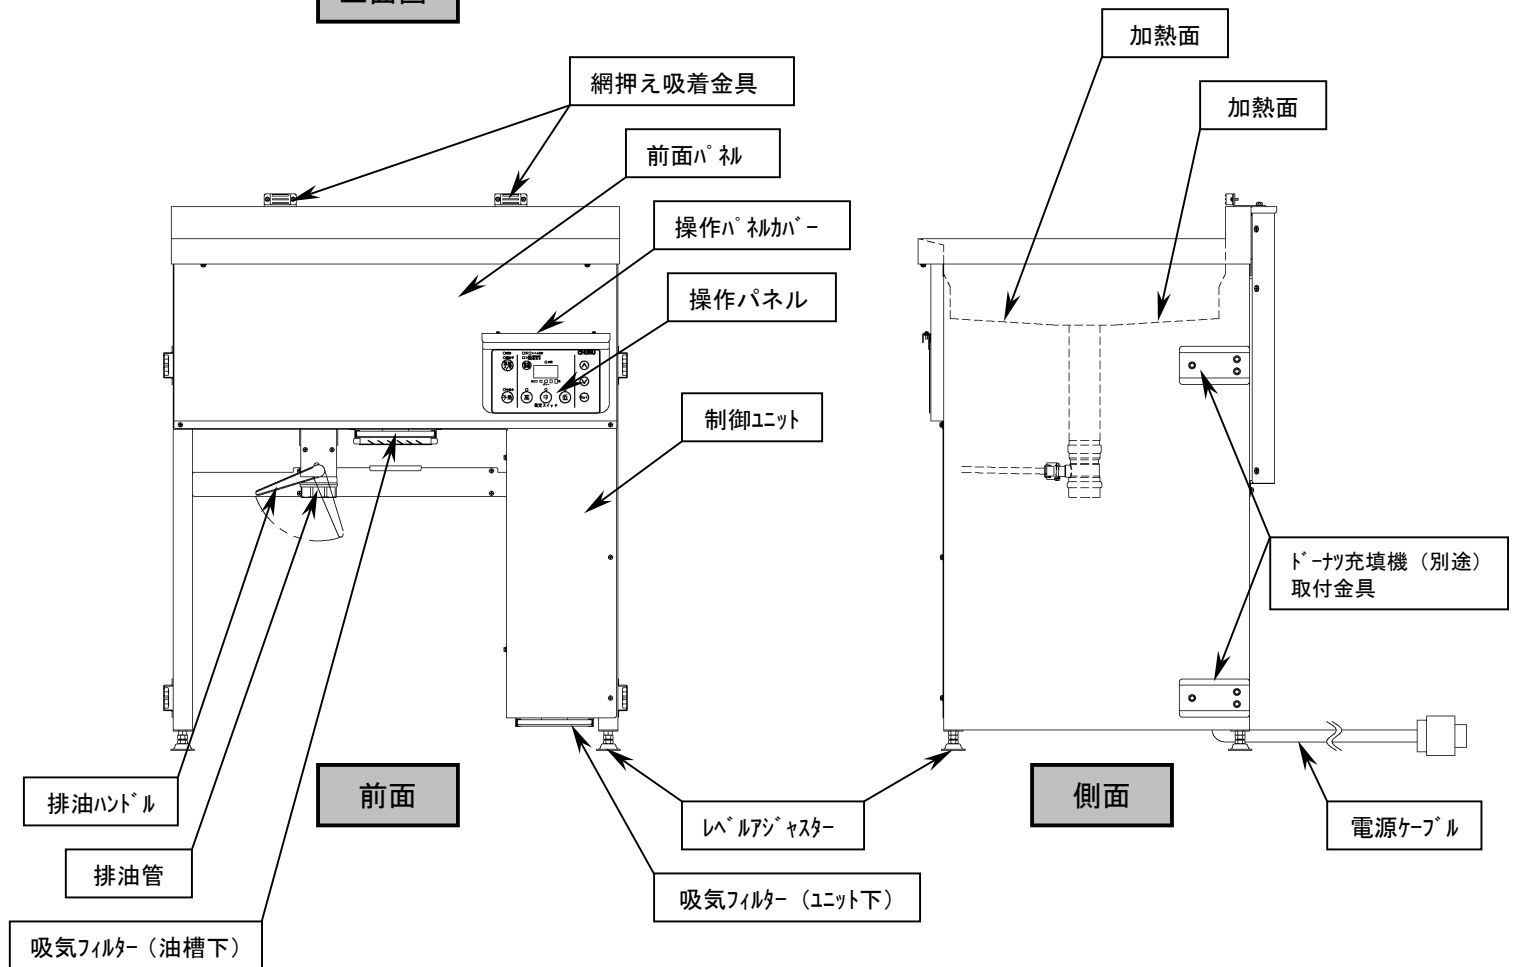 加熱面
網押え吸着金具
加熱面
前面ﾊﾟﾈﾙ
操作ﾊﾟﾈﾙｶﾊﾞｰ
操作パネル
制御ﾕﾆｯﾄ
ﾄﾞｰﾅﾂ充填機（別途）
取付金具
排油ﾊﾝﾄﾞﾙ
前面
ﾚﾍﾞﾙｱｼﾞｬｽﾀｰ
側面
電源ｹｰﾌﾞﾙ
排油管
吸気ﾌｨﾙﾀｰ（ﾕﾆｯﾄ下）
吸気ﾌｨﾙﾀｰ（油槽下）